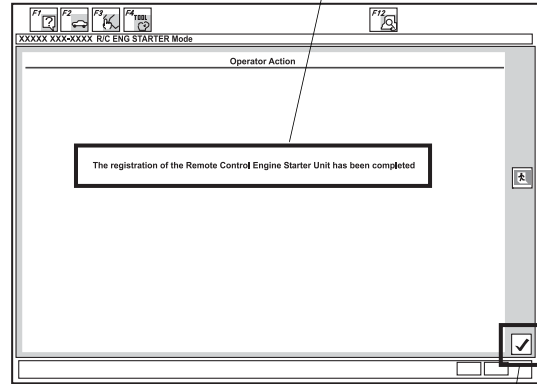 F1 F2 F3 F4 TOOL F12
XXXXX XXX-XXXX R/C ENG STARTER Mode
Operator Action
The registration of the Remote Control Engine Starter Unit has been completed